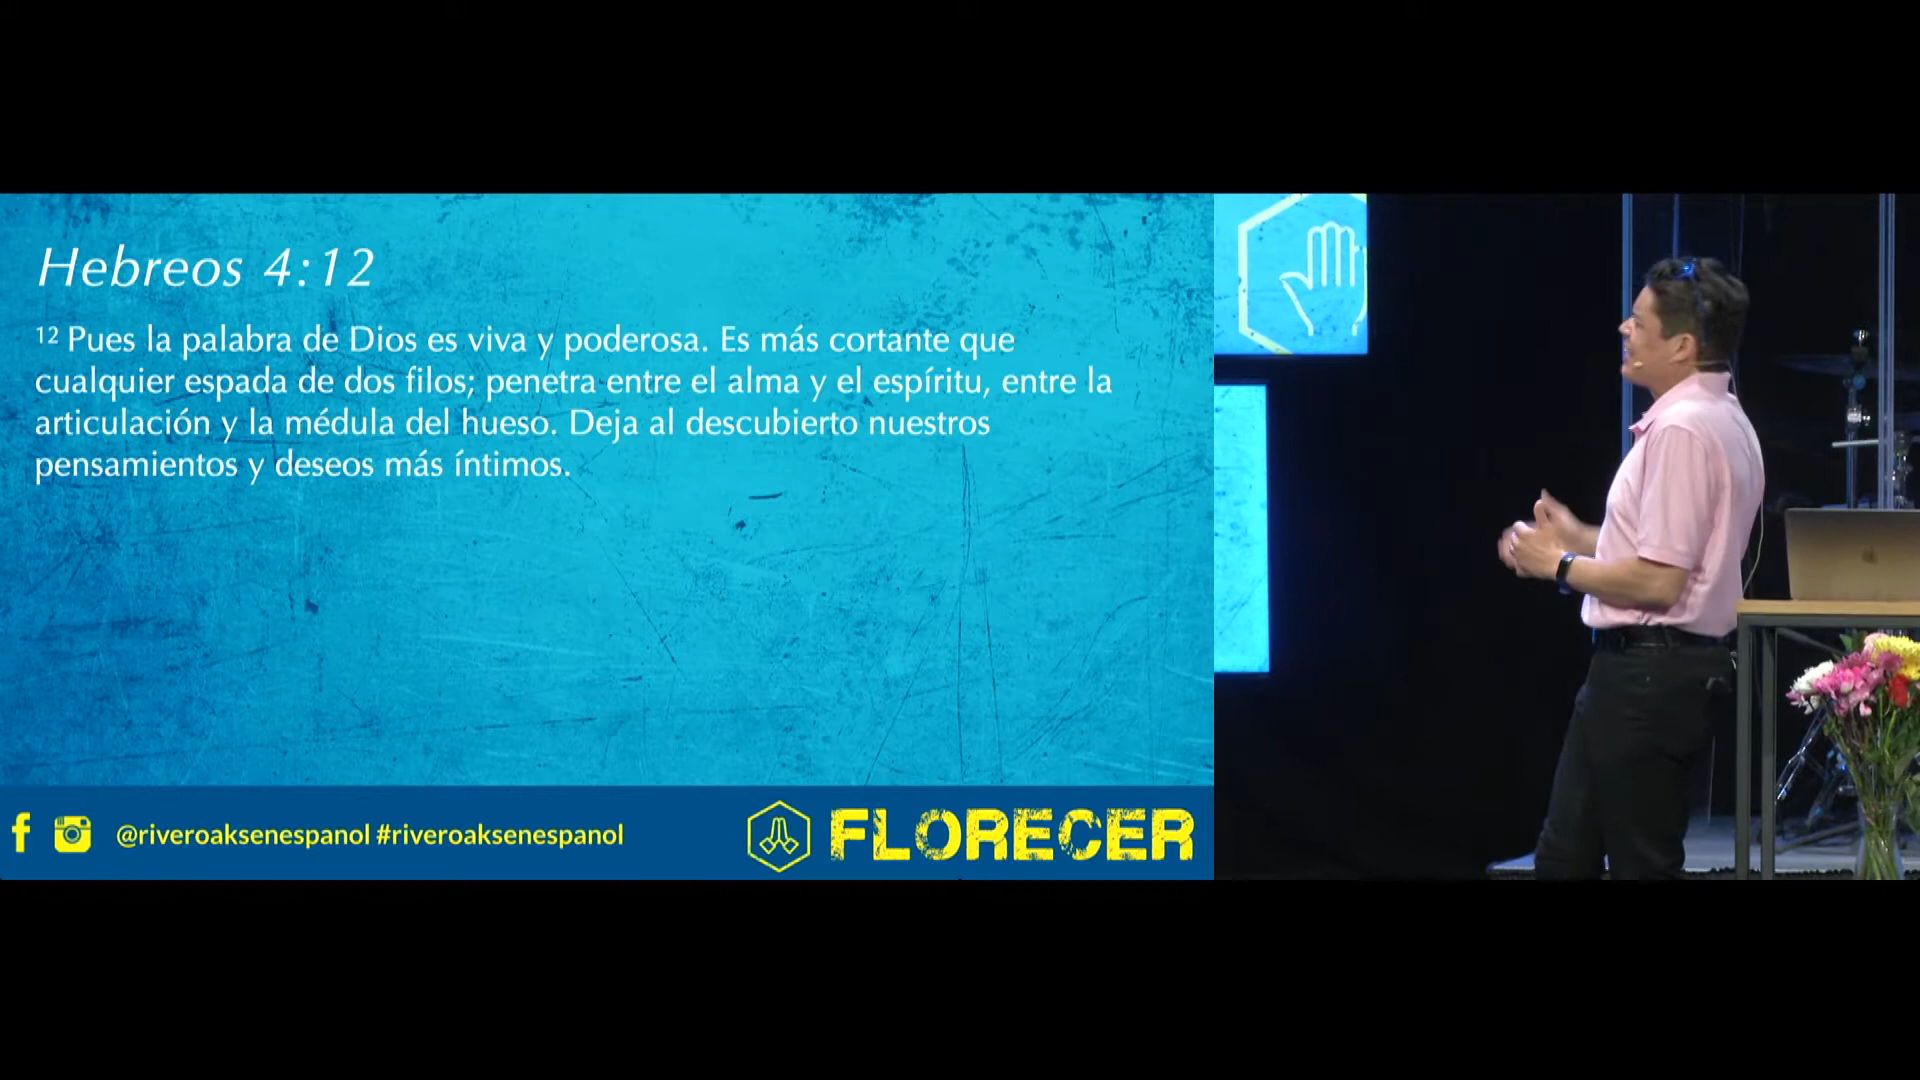 Hebreos 4:12
12 Pues la palabra de Dios es viva y poderosa. Es más cortante que
cualquier espada de dos filos; penetra entre el alma y el espíritu, entre la
articulación y la médula del hueso. Deja al descubierto nuestros
pensamientos y deseos más íntimos.
@riveroaksenespanol #riveroaksenespanol
FLORECER